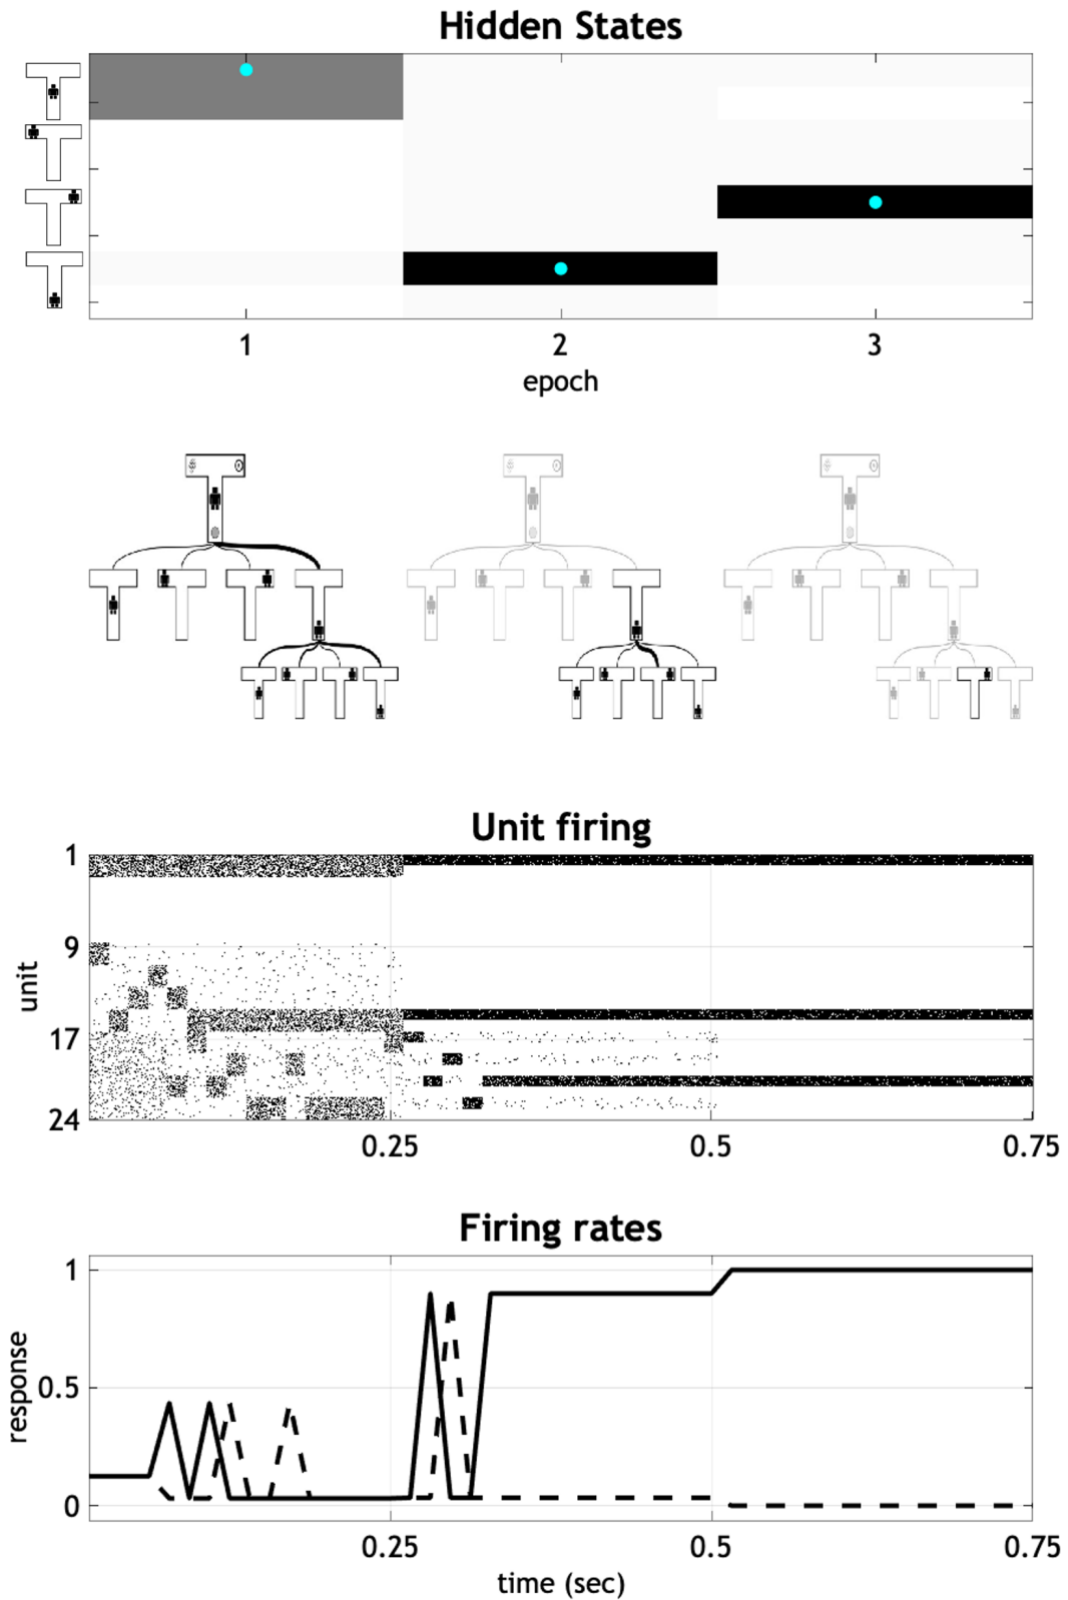 Hidden States
1 2 3
epoch
Unit firing
1
9
17
24
unit
0.25 0.5 0.75
Firing rates
1
0.5
0
response
0.25 0.5 0.75
time (sec)